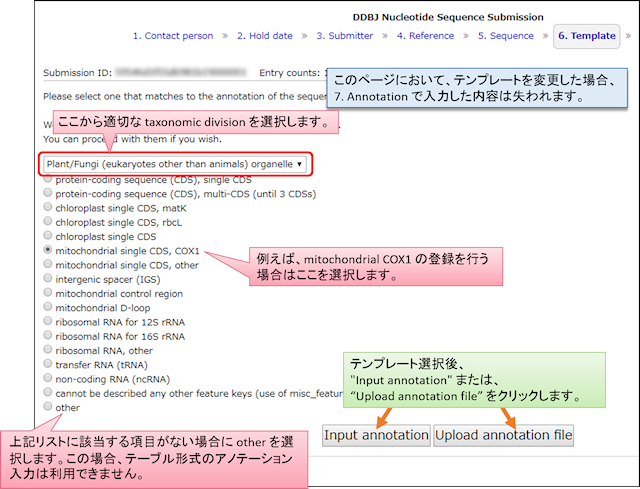 DDBJ Nucleotide Sequence Submission
1. Contact person » 2. Hold date » 3. Submitter » 4. Reference » 5. Sequence » 6. Template »
Submission ID:
Entry counts: 1
このページにおいて、テンプレートを変更した場合、
7. Annotation で入力した内容は失われます。
Please select one that matches to the annotation of the sequen
ここから適切な taxonomic division を選択します。
You can proceed with them if you wish.
Plant/Fungi (eukaryotes other than animals) organelle ▼
protein-coding sequence (CDS), single CDS
protein-coding sequence (CDS), multi-CDS (until 3 CDSs)
chloroplast single CDS, matK
chloroplast single CDS, rbcL
chloroplast single CDS
mitochondrial single CDS, COX1
mitochondrial single CDS, other
intergenic spacer (IGS)
mitochondrial control region
mitochondrial D-loop
ribosomal RNA for 12S rRNA
ribosomal RNA for 16S rRNA
ribosomal RNA, other
transfer RNA (tRNA)
non-coding RNA (ncRNA)
cannot be described any other feature keys (use of misc_featur
other
例えば、mitochondrial COX1 の登録を行う
場合はここを選択します。
テンプレート選択後、
"Input annotation" または、
“Upload annotation file” をクリックします。
上記リストに該当する項目がない場合に other を選
択します。この場合、テーブル形式のアノテーション
入力は利用できません。
Input annotation
Upload annotation file